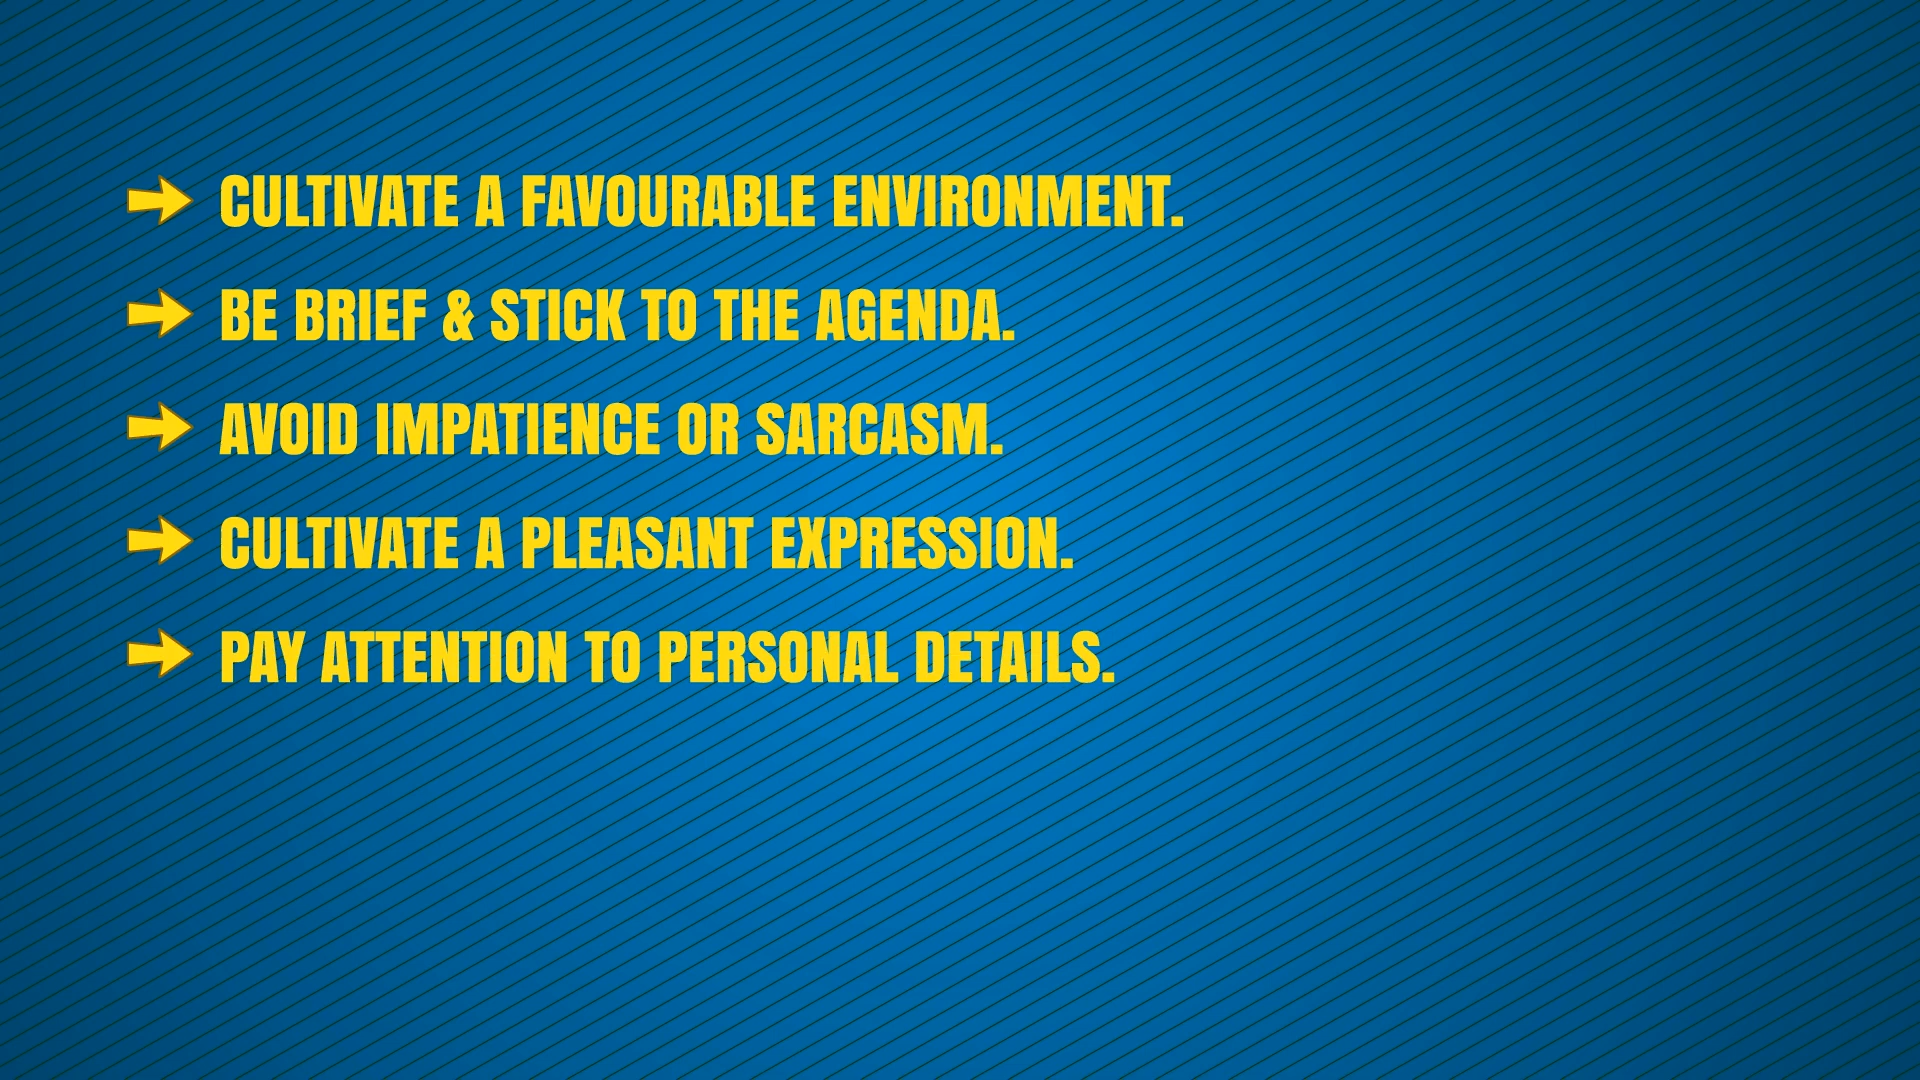 CULTIVATE A FAVOURABLE ENVIRONMENT.
BE BRIEF & STICK TO THE AGENDA.
AVOID IMPATIENCE OR SARCASM.
CULTIVATE A PLEASANT EXPRESSION.
PAY ATTENTION TO PERSONAL DETAILS.